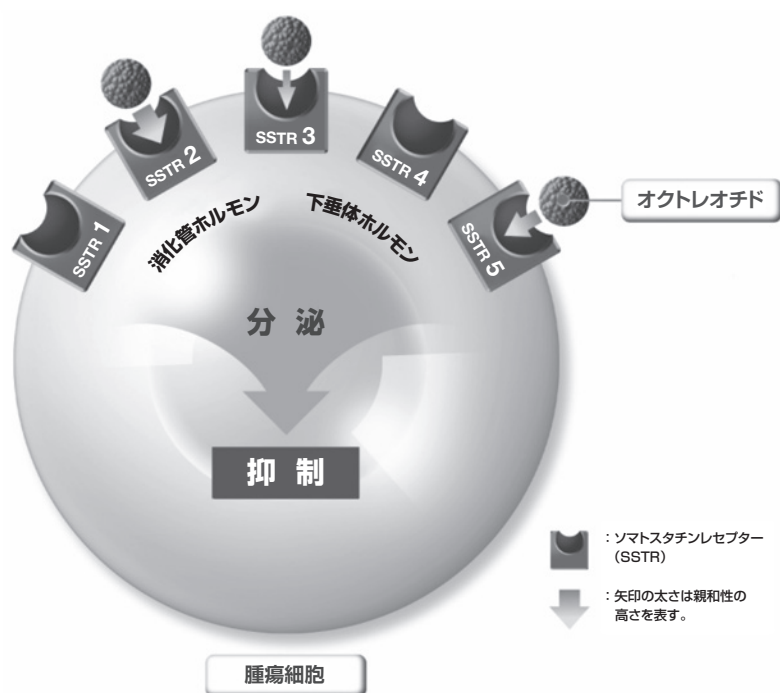 SSTR 1
SSTR 2
SSTR 3
SSTR 4
SSTR 5
オクトレオチド
消化管ホルモン
下垂体ホルモン
分 泌
抑 制
：ソマトスタチンレセプター
（SSTR）
：矢印の太さは親和性の
高さを表す。
腫瘍細胞